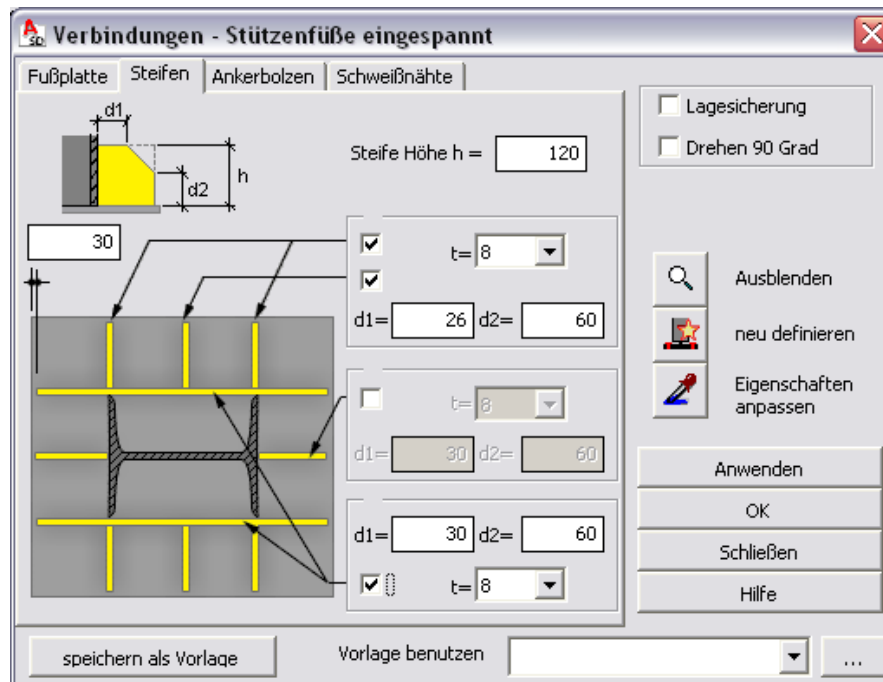 A SD Verbindungen - Stützenfüße eingespannt
Fußplatte Steifen Ankerbolzen Schweißnähte
d1
h
d2
Steife Höhe h = 120
30
t= 8
d1= 26 d2= 60
t= 8
d1= 30 d2= 60
d1= 30 d2= 60
t= 8
Lagesicherung
Drehen 90 Grad
Ausblenden
neu definieren
Eigenschaften
anpassen
Anwenden
OK
Schließen
Hilfe
speichern als Vorlage Vorlage benutzen ...